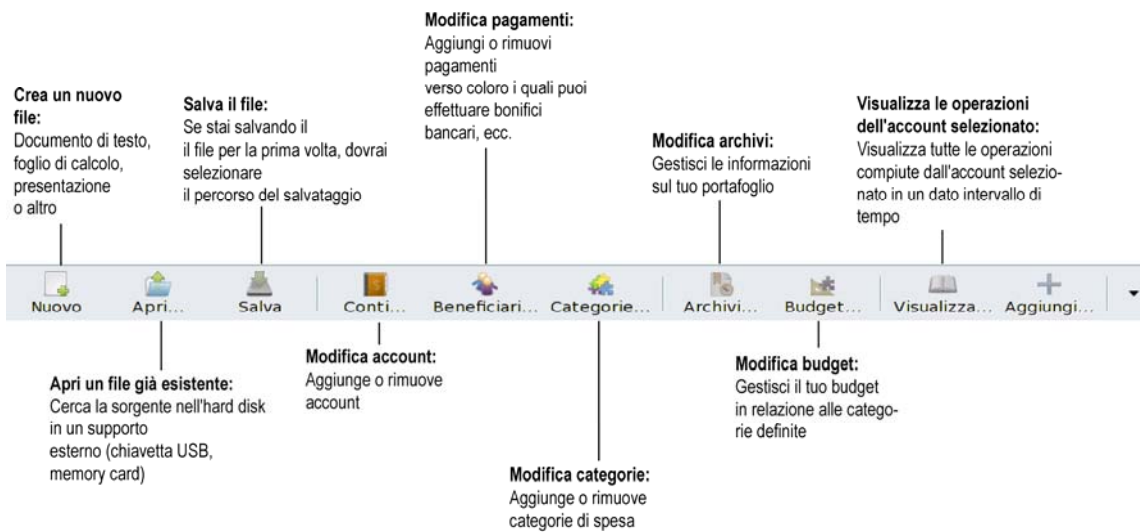 Modifica pagamenti:
Aggiungi o rimuovi
pagamenti
verso coloro i quali puoi
effettuare bonifici
bancari, ecc.
Crea un nuovo
file:
Documento di testo,
foglio di calcolo,
presentazione
o altro
Salva il file:
Se stai salvando il
il file per la prima volta, dovrai
selezionare
il percorso del salvataggio
Modifica archivi:
Gestisci le informazioni
sul tuo portafoglio
Visualizza le operazioni
dell'account selezionato:
Visualizza tutte le operazioni
compiute dall'account selezio-
nato in un dato intervallo di
tempo
Nuovo Apri... Salva Conti... Beneficiari... Categorie... Archivi... Budget... Visualizza... Aggiungi...
Apri un file già esistente:
Cerca la sorgente nell'hard disk
in un supporto
esterno (chiavetta USB,
memory card)
Modifica account:
Aggiunge o rimuove
account
Modifica budget:
Gestisci il tuo budget
in relazione alle catego-
rie definite
Modifica categorie:
Aggiunge o rimuove
categorie di spesa